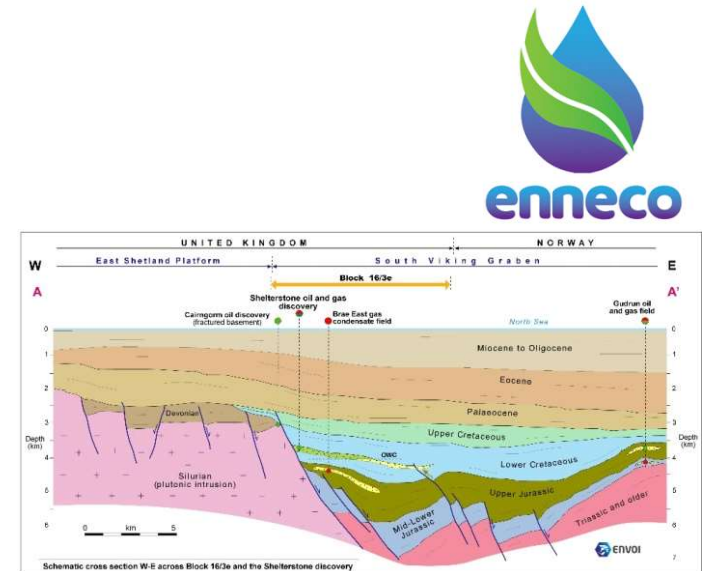 enneco
UNITED KINGDOM NORWAY
W East Shetland Platform South Viking Graben E
A Block 16/3e A'
Shelterstone oil and gas
discovery
Cairngorm oil discovery
(fractured basement)
Brae East gas
condensate field
North Sea
Gudrun oil
and gas field
0 0
Miocene to Oligocene
1 1
Eocene
2 2
Palaeocene
Devonian
3 3
Upper Cretaceous
Depth
(km)
OWC
Depth
(km)
4 4
Lower Cretaceous
Silurian
(plutonic intrusion)
Upper Jurassic
5 5
Mid-Lower
Jurassic
Triassic and older
6 6
0 km 5
ENVOI
7
Schematic cross section W-E across Block 16/3e and the Shelterstone discovery